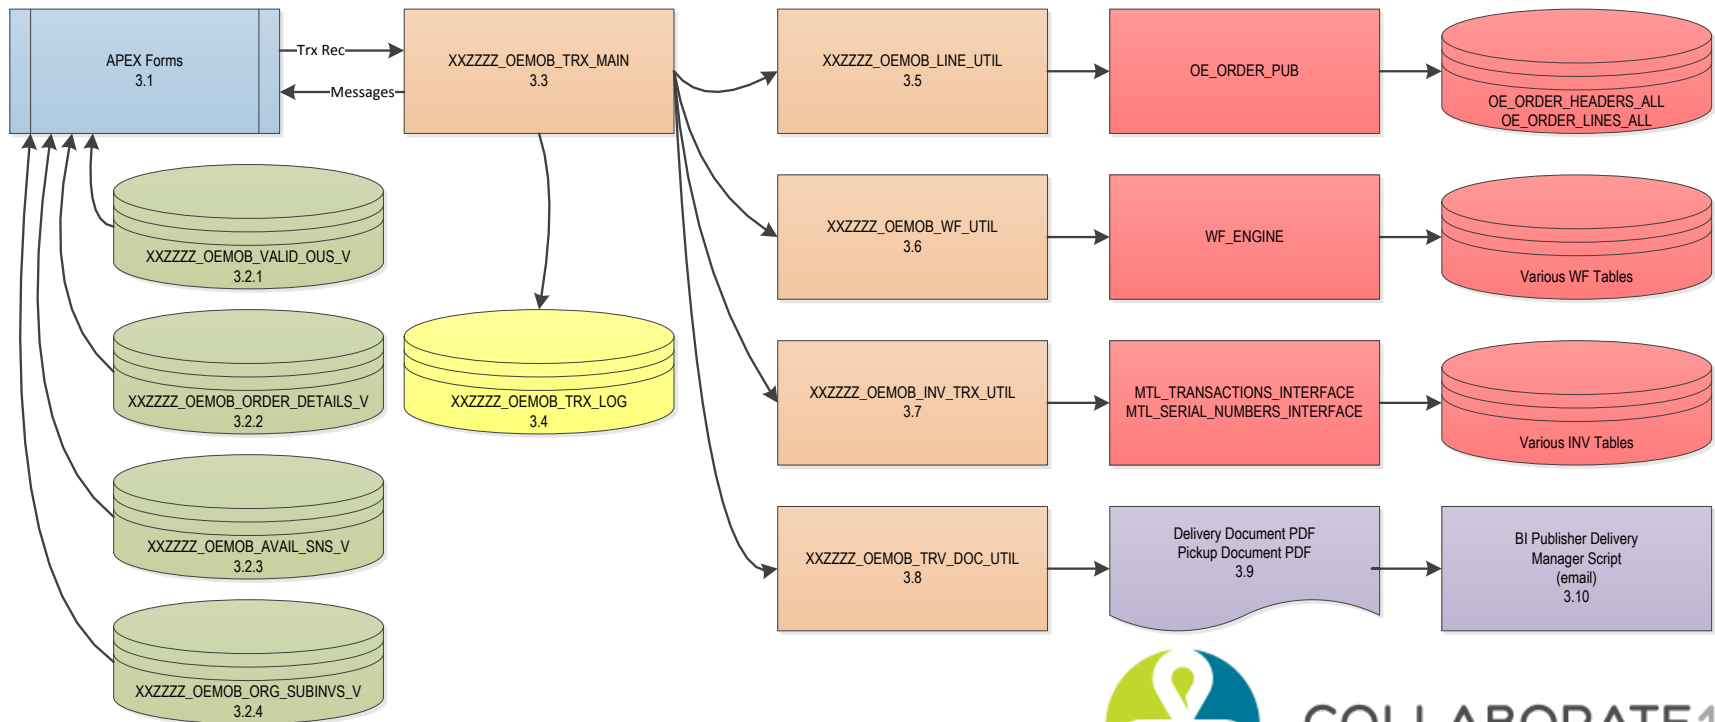 APEX Forms
3.1
Trx Rec
Messages
XXZZZZ_OEMOB_TRX_MAIN
3.3
XXZZZZ_OEMOB_LINE_UTIL
3.5
OE_ORDER_PUB
OE_ORDER_HEADERS_ALL
OE_ORDER_LINES_ALL
XXZZZZ_OEMOB_VALID_OUS_V
3.2.1
XXZZZZ_OEMOB_WF_UTIL
3.6
WF_ENGINE
Various WF Tables
XXZZZZ_OEMOB_ORDER_DETAILS_V
3.2.2
XXZZZZ_OEMOB_TRX_LOG
3.4
XXZZZZ_OEMOB_INV_TRX_UTIL
3.7
MTL_TRANSACTIONS_INTERFACE
MTL_SERIAL_NUMBERS_INTERFACE
Various INV Tables
XXZZZZ_OEMOB_AVAIL_SNS_V
3.2.3
XXZZZZ_OEMOB_TRV_DOC_UTIL
3.8
Delivery Document PDF
Pickup Document PDF
3.9
BI Publisher Delivery
Manager Script
(email)
3.10
XXZZZZ_OEMOB_ORG_SUBINVS_V
3.2.4
COLLABORATE1